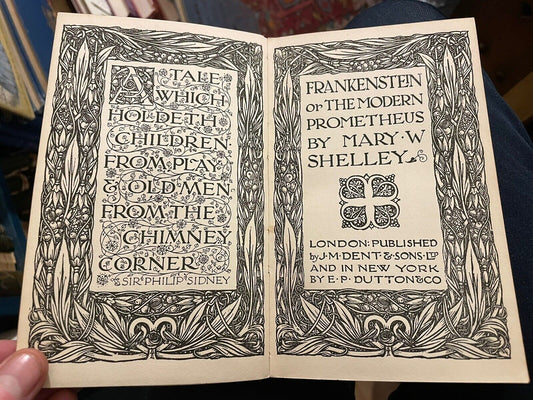 A TALE
WHICH
HOLDETH
CHILDREN
FROM PLAY
& OLD MEN
FROM THE
CHIMNEY
CORNER
SIR PHILIP SIDNEY
FRANKENSTEIN
or THE MODERN
PROMETHEUS
BY MARY · W
SHELLEY
LONDON: PUBLISHED
by J. M. DENT & SONS LTD
AND IN NEW YORK
BY E. P. DUTTON & CO